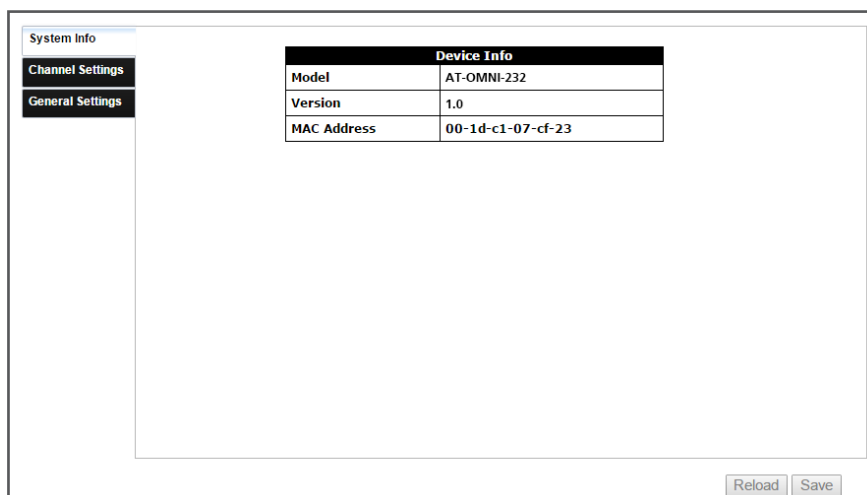 System Info
Channel Settings
General Settings
Device Info
Model AT-OMNI-232
Version 1.0
MAC Address 00-1d-c1-07-cf-23
Reload Save